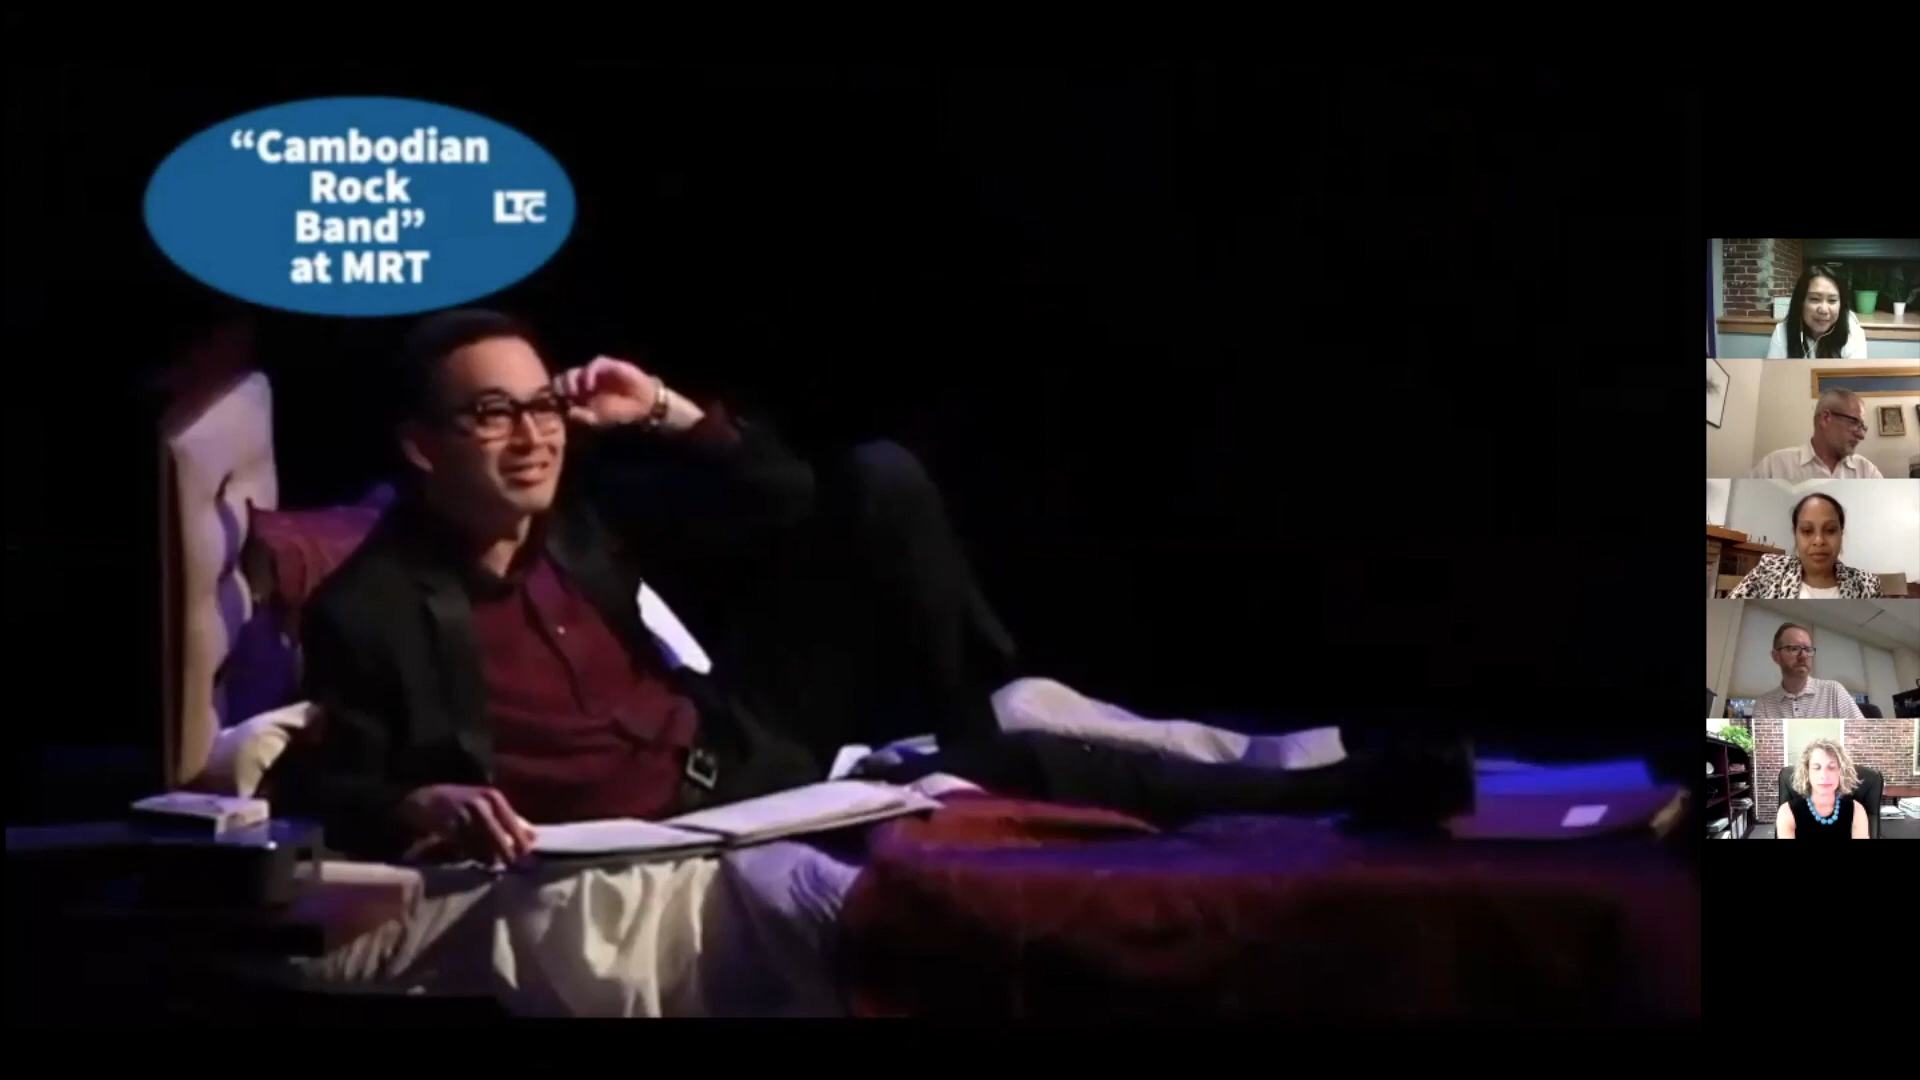 “Cambodian
Rock
Band”
at MRT
LTC